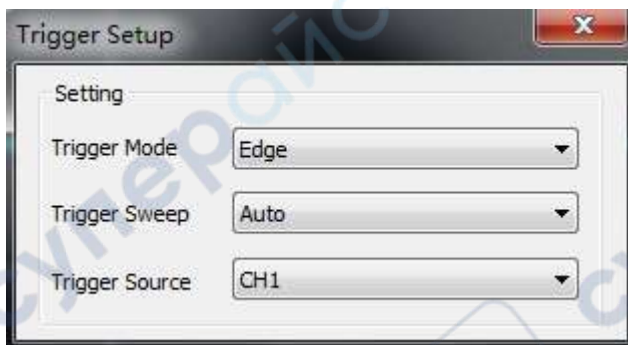 Trigger Setup
Setting
Trigger Mode Edge
Trigger Sweep Auto
Trigger Source CH1